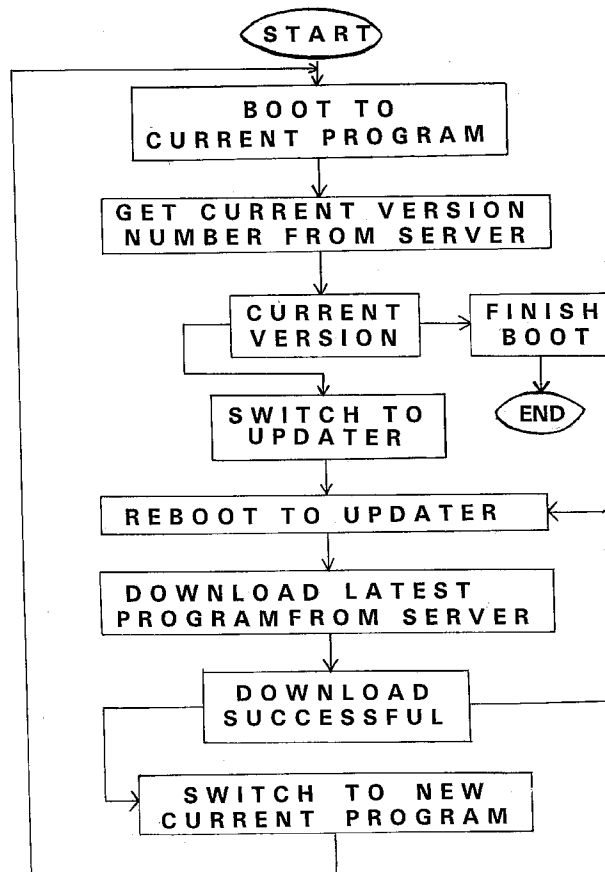 START
BOOT TO
CURRENT PROGRAM
GET CURRENT VERSION
NUMBER FROM SERVER
CURRENT
VERSION
FINISH
BOOT
END
SWITCH TO
UPDATER
REBOOT TO UPDATER
DOWNLOAD LATEST
PROGRAMFROM SERVER
DOWNLOAD
SUCCESSFUL
SWITCH TO NEW
CURRENT PROGRAM